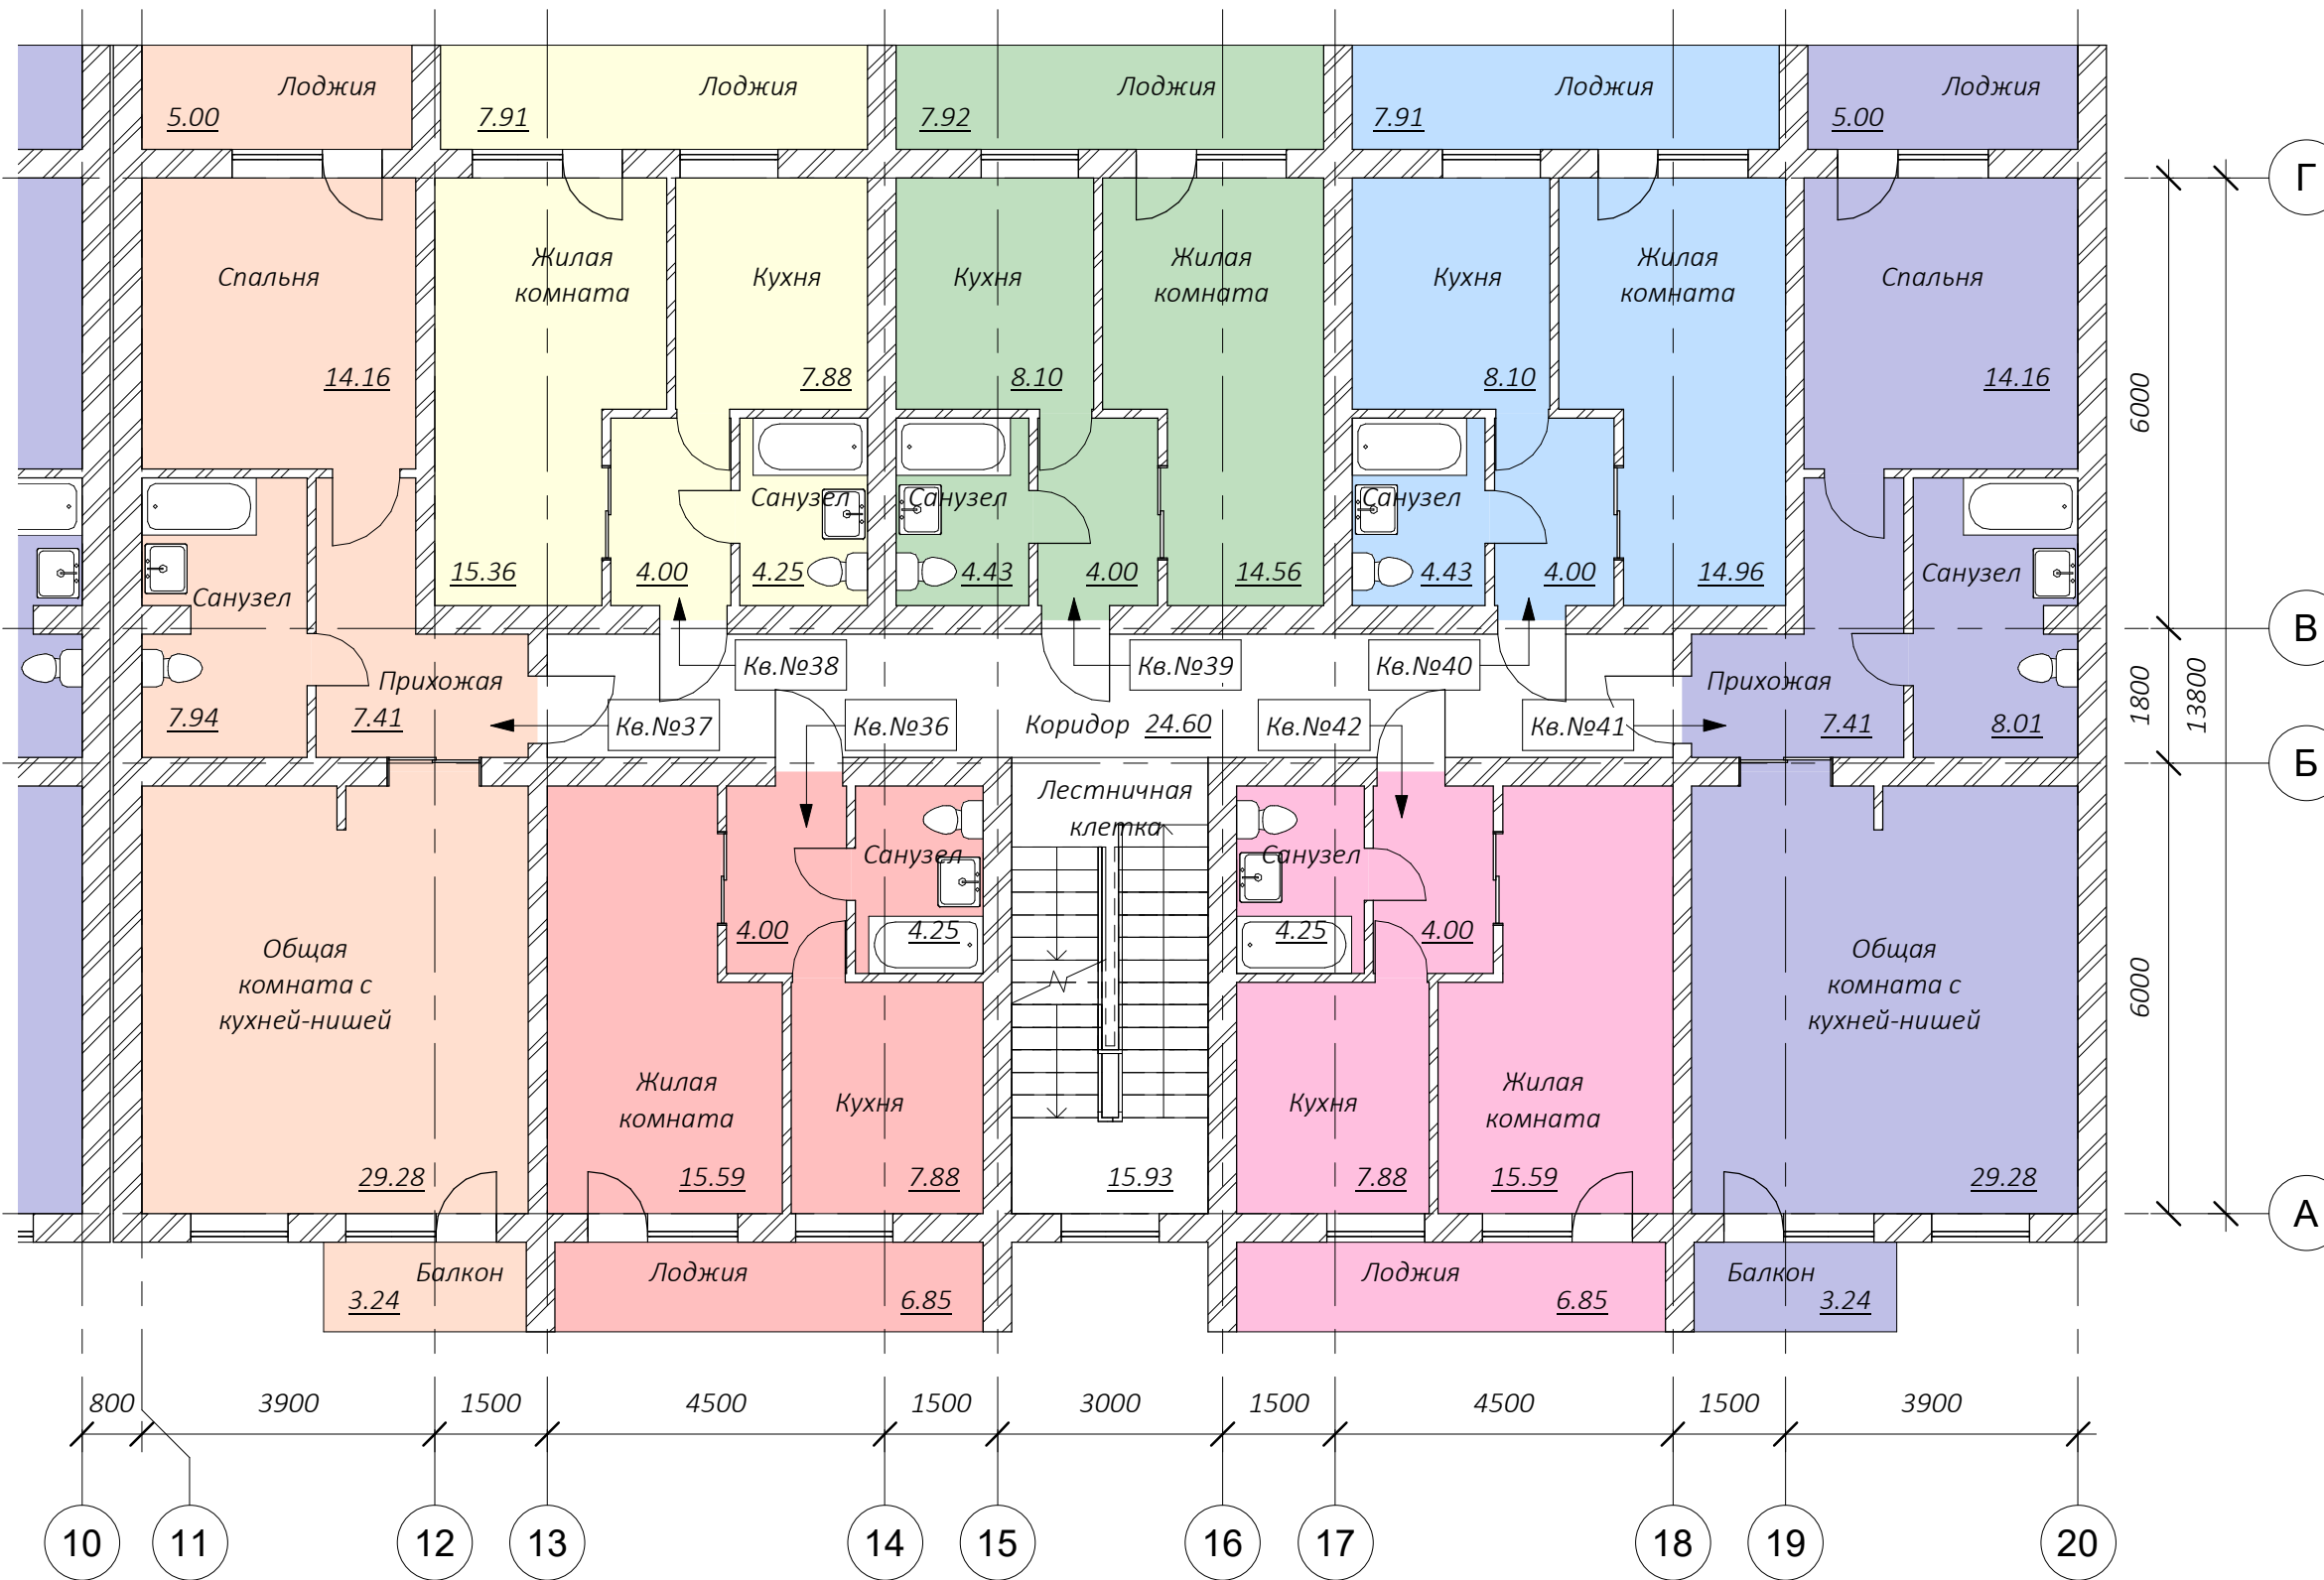 Лоджия
Лоджия
Лоджия
Лоджия
Лоджия
5.00
7.91
7.92
7.91
5.00
Г
Спальня
Жилая
комната
Кухня
Кухня
Жилая
комната
Кухня
Жилая
комната
Спальня
14.16
7.88
8.10
8.10
14.16
6000
Санузел
Санузел
Санузел
15.36
4.00
4.25
4.43
4.00
14.56
4.43
4.00
14.96
Санузел
Санузел
В
Кв.№38
Кв.№39
Кв.№40
Прихожая
Прихожая
1800
13800
7.94
7.41
Кв.№37
Кв.№36
Коридор 24.60
Кв.№42
Кв.№41
7.41
8.01
Б
Лестничная
клетка
Санузел
Санузел
4.00
4.25
4.25
4.00
Общая
комната с
кухней-нишей
Общая
комната с
кухней-нишей
6000
Жилая
комната
Кухня
Кухня
Жилая
комната
29.28
15.59
7.88
15.93
7.88
15.59
29.28
А
Балкон
Лоджия
Лоджия
Балкон
3.24
6.85
6.85
3.24
800
3900
1500
4500
1500
3000
1500
4500
1500
3900
10
11
12
13
14
15
16
17
18
19
20